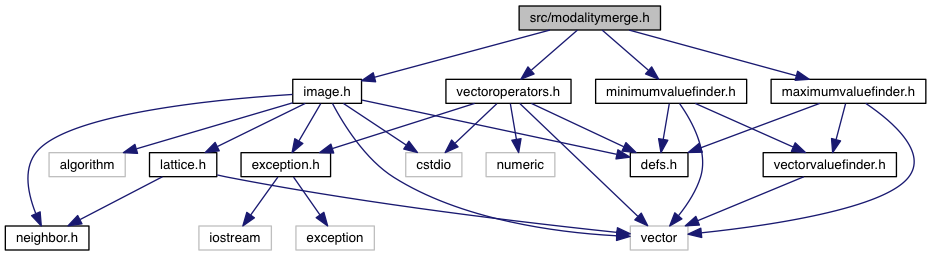 src/modalitymerge.h
image.h
vectoroperators.h
minimumvaluefinder.h
maximumvaluefinder.h
algorithm
lattice.h
exception.h
cstdio
numeric
defs.h
vectorvaluefinder.h
neighbor.h
iostream
exception
vector